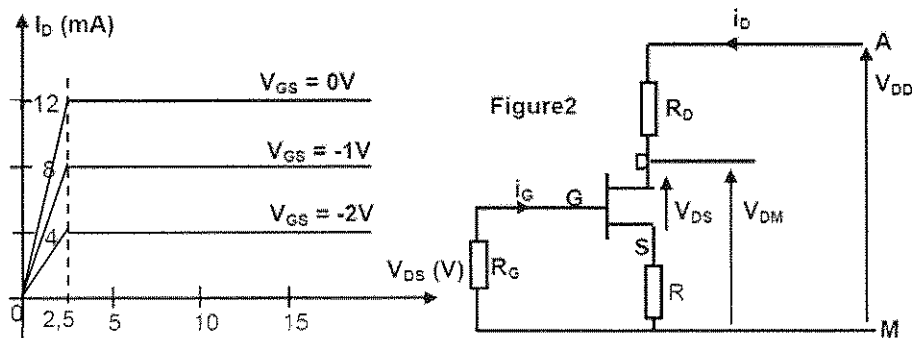 I_D (mA)
12
V_GS = 0V
8
V_GS = -1V
4
V_GS = -2V
0
2,5
5
10
15
V_DS (V)
Figure2
i_D
A
V_DD
R_D
D
i_G
G
V_DS
V_DM
S
R_G
R
M